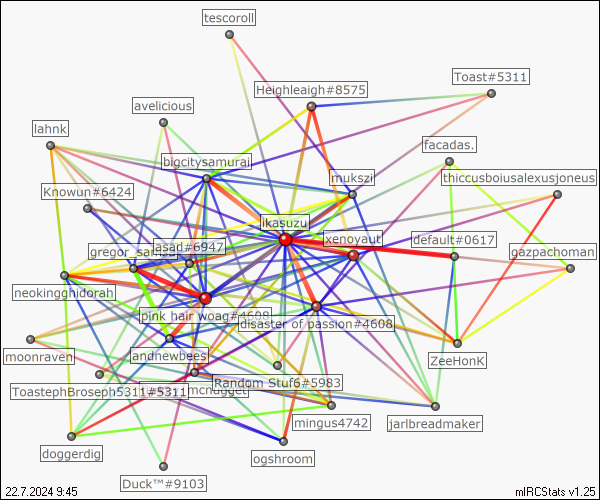 tescoroll
Toast#5311
Heighleaigh#8575
avelicious
lahnk
facadas.
bigcitysamurai
mukszi
thiccusboiusalexusjoneus
Knowun#6424
ikasuzu
xenoyaut
default#0617
gregor_samsa
asad#6947
gazpachoman
neokingghidorah
pink hair woag#4608
disaster of passion#4608
moonraven
andnewbees
ZeeHonK
Random Stuf6#5983
ToastephBroseph5311#5311
mcnugget
mingus4742
jarlbreadmaker
doggerdig
ogshroom
Duck™#9103
22.7.2024 9:45
mIRCStats v1.25